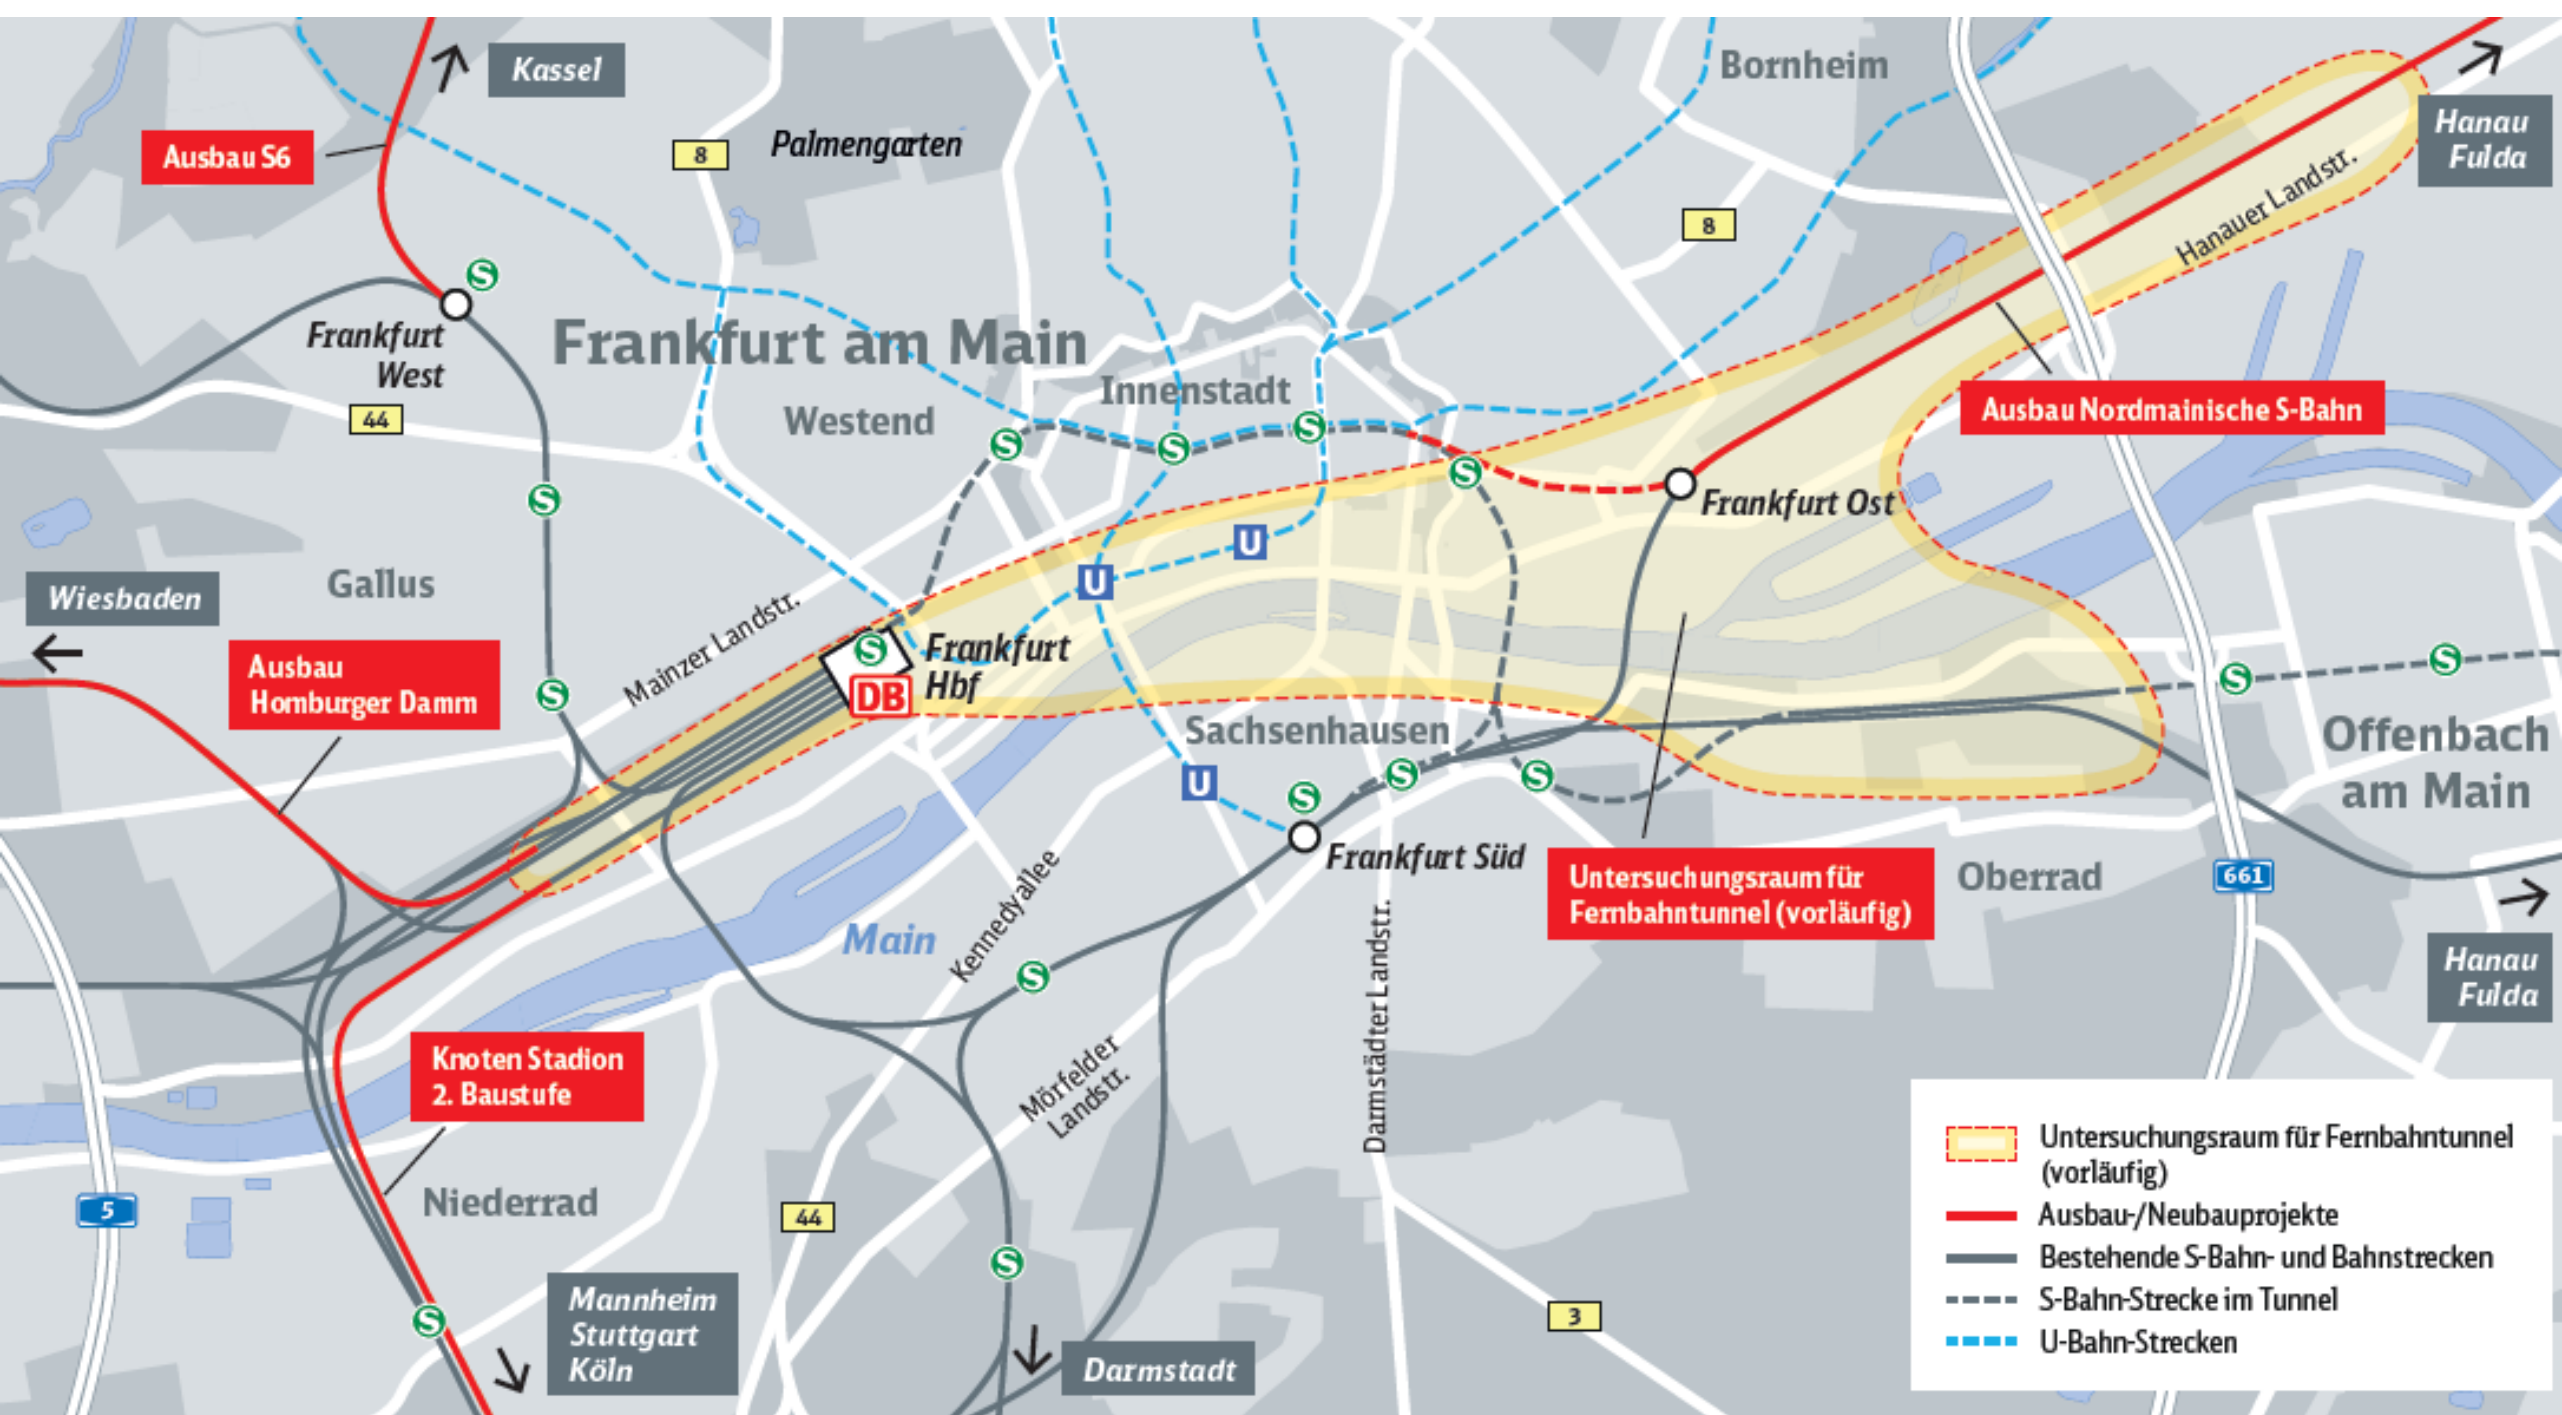 Kassel
Bornheim
Ausbau S6
8
Palmengarten
Hanau
Fulda
8
Hanauer Landstr.
S
Frankfurt
West
Frankfurt am Main
44
Westend
Innenstadt
Ausbau Nordmainische S-Bahn
S
S
S
S
S
Frankfurt Ost
U
U
Gallus
Wiesbaden
Mainzer Landstr.
S
Frankfurt
Hbf
DB
Ausbau
Homburger Damm
S
S
S
Sachsenhausen
Offenbach
am Main
U
S
S
S
Frankfurt Süd
Untersuchungsraum für
Fernbahntunnel (vorläufig)
Oberrad
661
Main
Kennedyallee
S
Hanau
Fulda
Darmstädter Landstr.
Knoten Stadion
2. Baustufe
Mörfelder
Landstr.
5
Niederrad
44
S
S
Mannheim
Stuttgart
Köln
Darmstadt
3
Untersuchungsraum für Fernbahntunnel
(vorläufig)
Ausbau-/Neubauprojekte
Bestehende S-Bahn- und Bahnstrecken
S-Bahn-Strecke im Tunnel
U-Bahn-Strecken